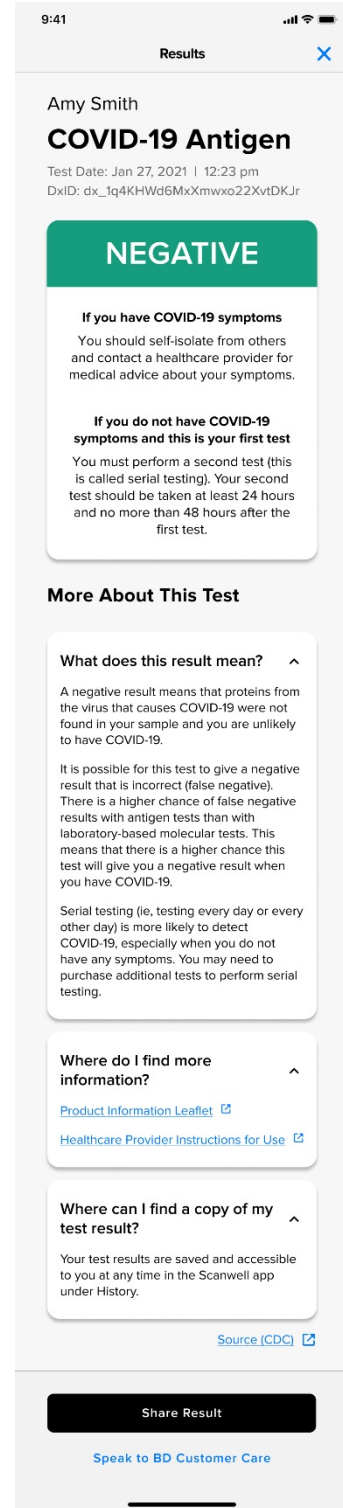 9:41
Results
Amy Smith
COVID-19 Antigen
Test Date: Jan 27, 2021 | 12:23 pm
DxID: dx_1q4KHWd6MxXmwxo22XvtDKJr
NEGATIVE
If you have COVID-19 symptoms
You should self-isolate from others
and contact a healthcare provider for
medical advice about your symptoms.
If you do not have COVID-19
symptoms and this is your first test
You must perform a second test (this
is called serial testing). Your second
test should be taken at least 24 hours
and no more than 48 hours after the
first test.
More About This Test
What does this result mean?
A negative result means that proteins from
the virus that causes COVID-19 were not
found in your sample and you are unlikely
to have COVID-19.
It is possible for this test to give a negative
result that is incorrect (false negative).
There is a higher chance of false negative
results with antigen tests than with
laboratory-based molecular tests. This
means that there is a higher chance this
test will give you a negative result when
you have COVID-19.
Serial testing (ie, testing every day or every
other day) is more likely to detect
COVID-19, especially when you do not
have any symptoms. You may need to
purchase additional tests to perform serial
testing.
Where do I find more
information?
Product Information Leaflet
Healthcare Provider Instructions for Use
Where can I find a copy of my
test result?
Your test results are saved and accessible
to you at any time in the Scanwell app
under History.
Source (CDC)
Share Result
Speak to BD Customer Care